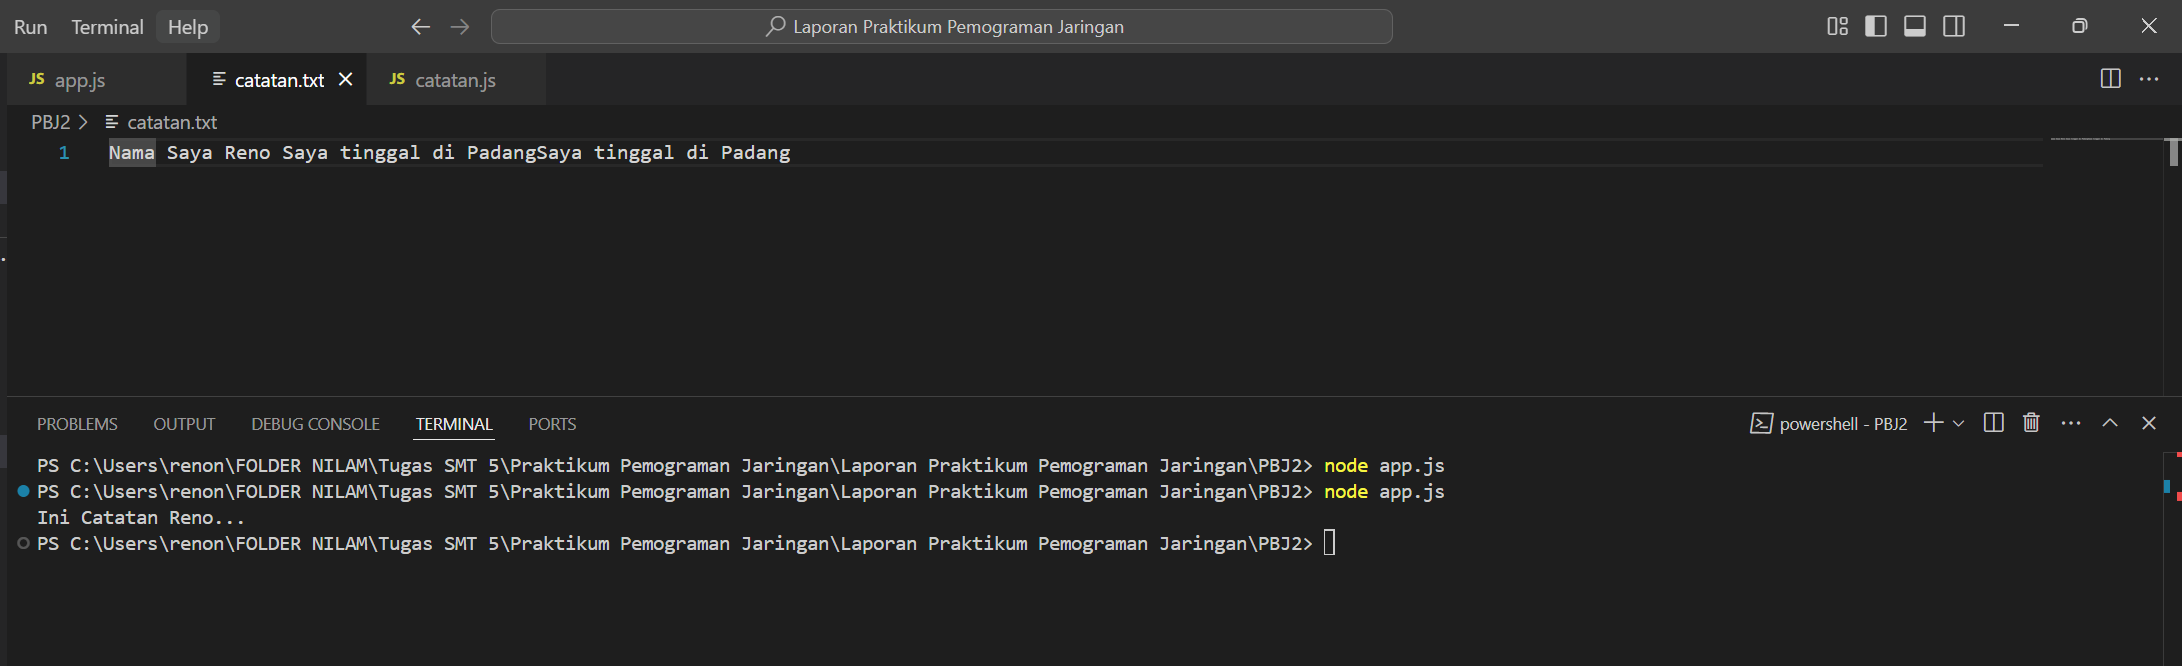 Run Terminal Help Laporan Praktikum Pemograman Jaringan
JS app.js catatan.txt JS catatan.js
PBJ2 > catatan.txt
1 Nama Saya Reno Saya tinggal di PadangSaya tinggal di Padang
PROBLEMS OUTPUT DEBUG CONSOLE TERMINAL PORTS powershell - PBJ2
PS C:\Users\renon\FOLDER NILAM\Tugas SMT 5\Praktikum Pemograman Jaringan\Laporan Praktikum Pemograman Jaringan\PBJ2> node app.js
PS C:\Users\renon\FOLDER NILAM\Tugas SMT 5\Praktikum Pemograman Jaringan\Laporan Praktikum Pemograman Jaringan\PBJ2> node app.js
Ini Catatan Reno...
PS C:\Users\renon\FOLDER NILAM\Tugas SMT 5\Praktikum Pemograman Jaringan\Laporan Praktikum Pemograman Jaringan\PBJ2>